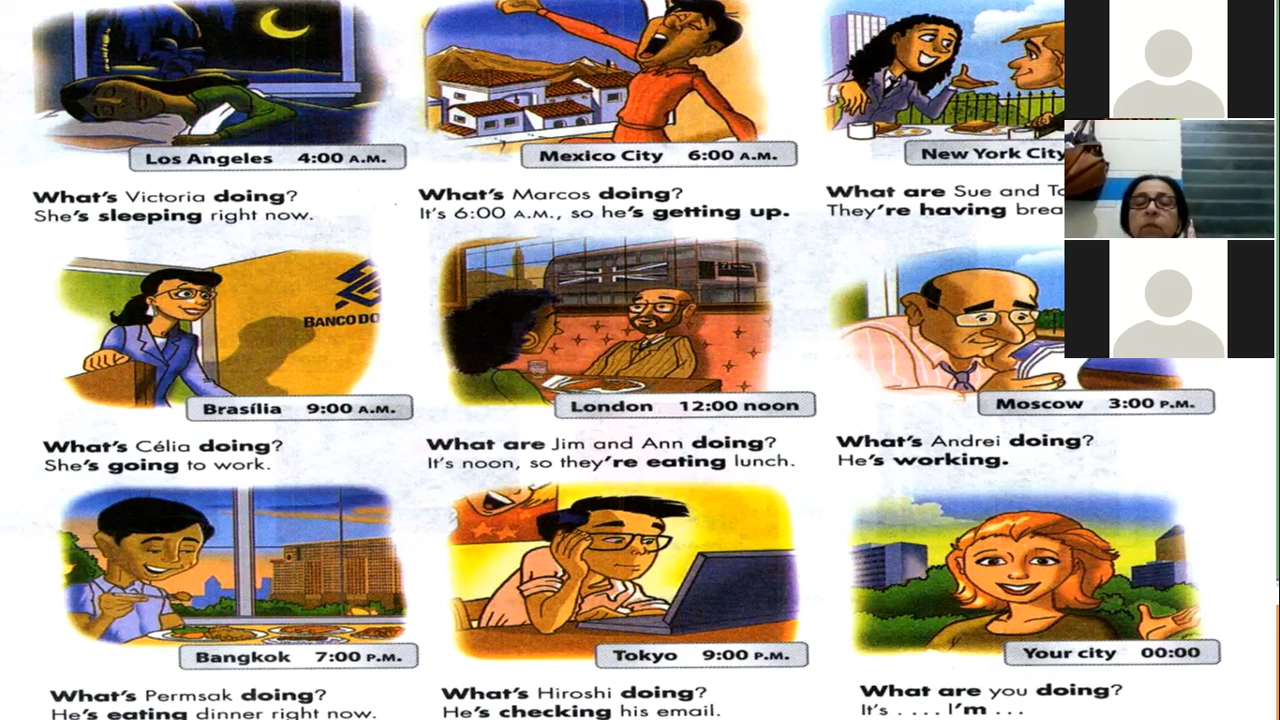 Los Angeles 4:00 A.M.
What's Victoria doing?
She's sleeping right now.
Mexico City 6:00 A.M.
What's Marcos doing?
It's 6:00 A.M., so he's getting up.
New York City
What are Sue and
They're having
BANCO DO
Brasília 9:00 A.M.
What's Célia doing?
She's going to work.
London 12:00 noon
What are Jim and Ann doing?
It's noon, so they're eating lunch.
Moscow 3:00 P.M.
What's Andrei doing?
He's working.
Bangkok 7:00 P.M.
What's Permsak doing?
He's eating dinner right now.
Tokyo 9:00 P.M.
What's Hiroshi doing?
He's checking his email.
Your city 00:00
What are you doing?
It's . . . . I'm . . .